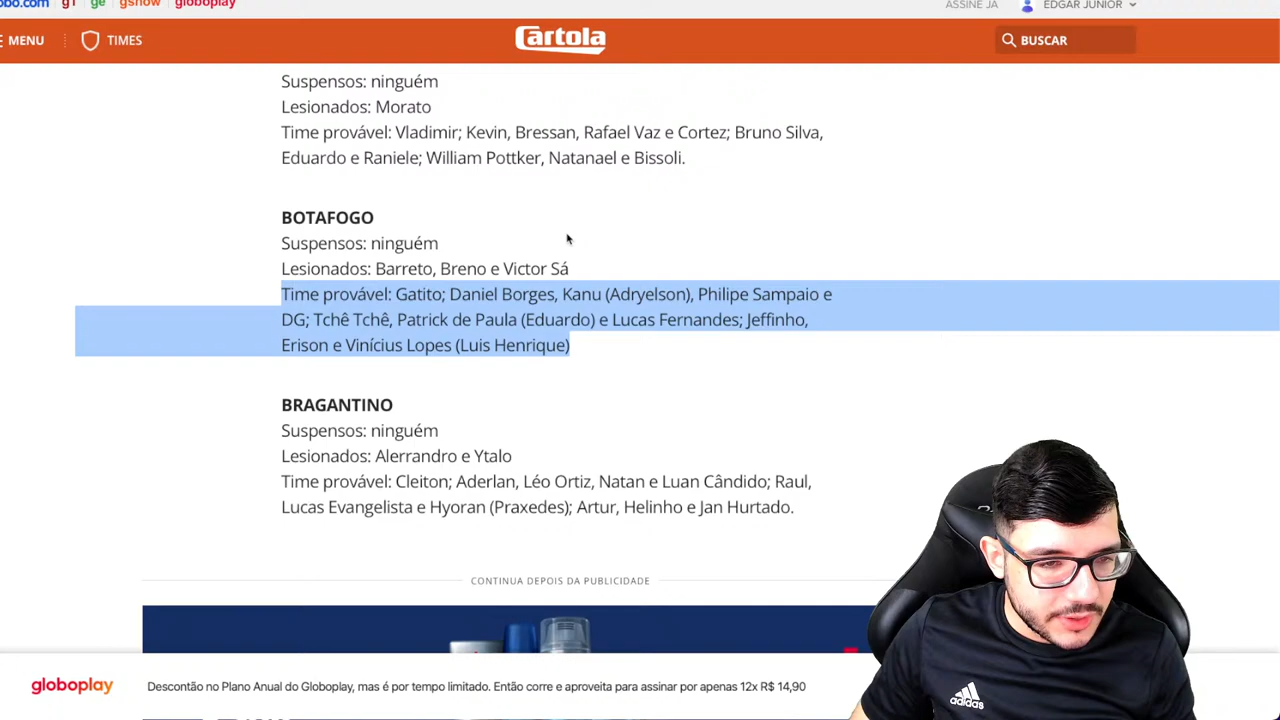 obo.com g1 ge gshow globoplay
ASSINE JÁ EDGAR JUNIOR
MENU TIMES
Cartola
BUSCAR
Suspensos: ninguém
Lesionados: Morato
Time provável: Vladimir; Kevin, Bressan, Rafael Vaz e Cortez; Bruno Silva,
Eduardo e Raniele; William Pottker, Natanael e Bissoli.
BOTAFOGO
Suspensos: ninguém
Lesionados: Barreto, Breno e Victor Sá
Time provável: Gatito; Daniel Borges, Kanu (Adryelson), Philipe Sampaio e
DG; Tchê Tchê, Patrick de Paula (Eduardo) e Lucas Fernandes; Jeffinho,
Erison e Vinícius Lopes (Luis Henrique)
BRAGANTINO
Suspensos: ninguém
Lesionados: Alerrandro e Ytalo
Time provável: Cleiton; Aderlan, Léo Ortiz, Natan e Luan Cândido; Raul,
Lucas Evangelista e Hyoran (Praxedes); Artur, Helinho e Jan Hurtado.
CONTINUA DEPOIS DA PUBLICIDADE
globoplay
Descontão no Plano Anual do Globoplay, mas é por tempo limitado. Então corre e aproveita para assinar por apenas 12x R$ 14,90
adidas